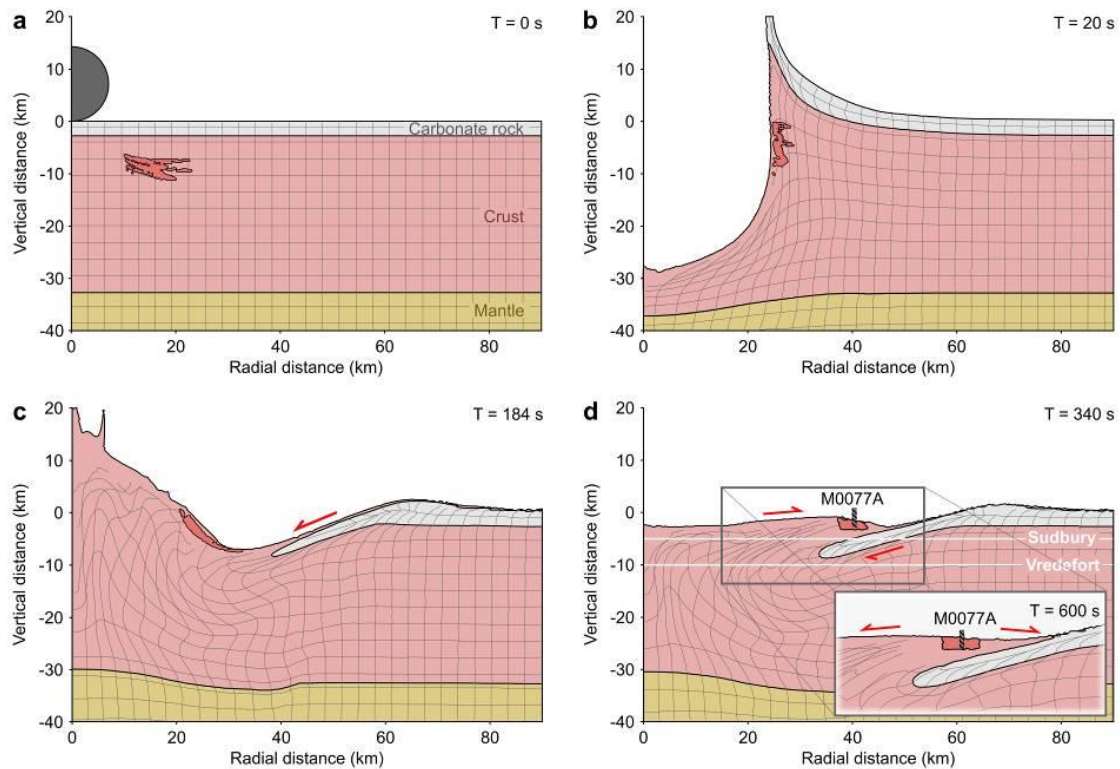 a
T = 0 s
20
10
0
-10
-20
-30
-40
Vertical distance (km)
Carbonate rock
Crust
Mantle
0 20 40 60 80
Radial distance (km)
b
T = 20 s
20
10
0
-10
-20
-30
-40
Vertical distance (km)
0 20 40 60 80
Radial distance (km)
c
T = 184 s
20
10
0
-10
-20
-30
-40
Vertical distance (km)
0 20 40 60 80
Radial distance (km)
d
T = 340 s
20
10
0
-10
-20
-30
-40
Vertical distance (km)
M0077A
Sudbury
Vredefort
M0077A
T = 600 s
0 20 40 60 80
Radial distance (km)